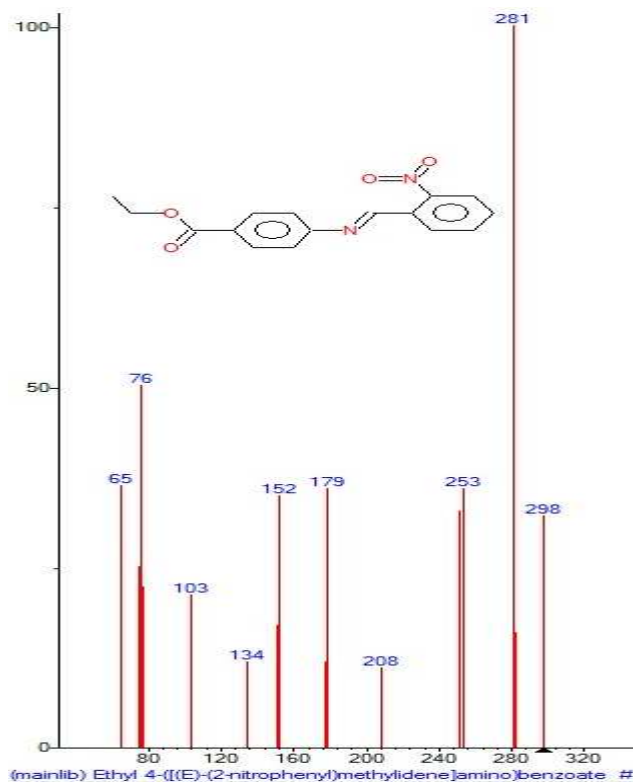 100
281
O
N
O
O
O
N
50
76
65
152
179
253
298
103
134
208
0
80 120 160 200 240 280 320
(mainlib) Ethyl 4-([(E)-(2-nitrophenyl)methylidene]amino)benzoate #